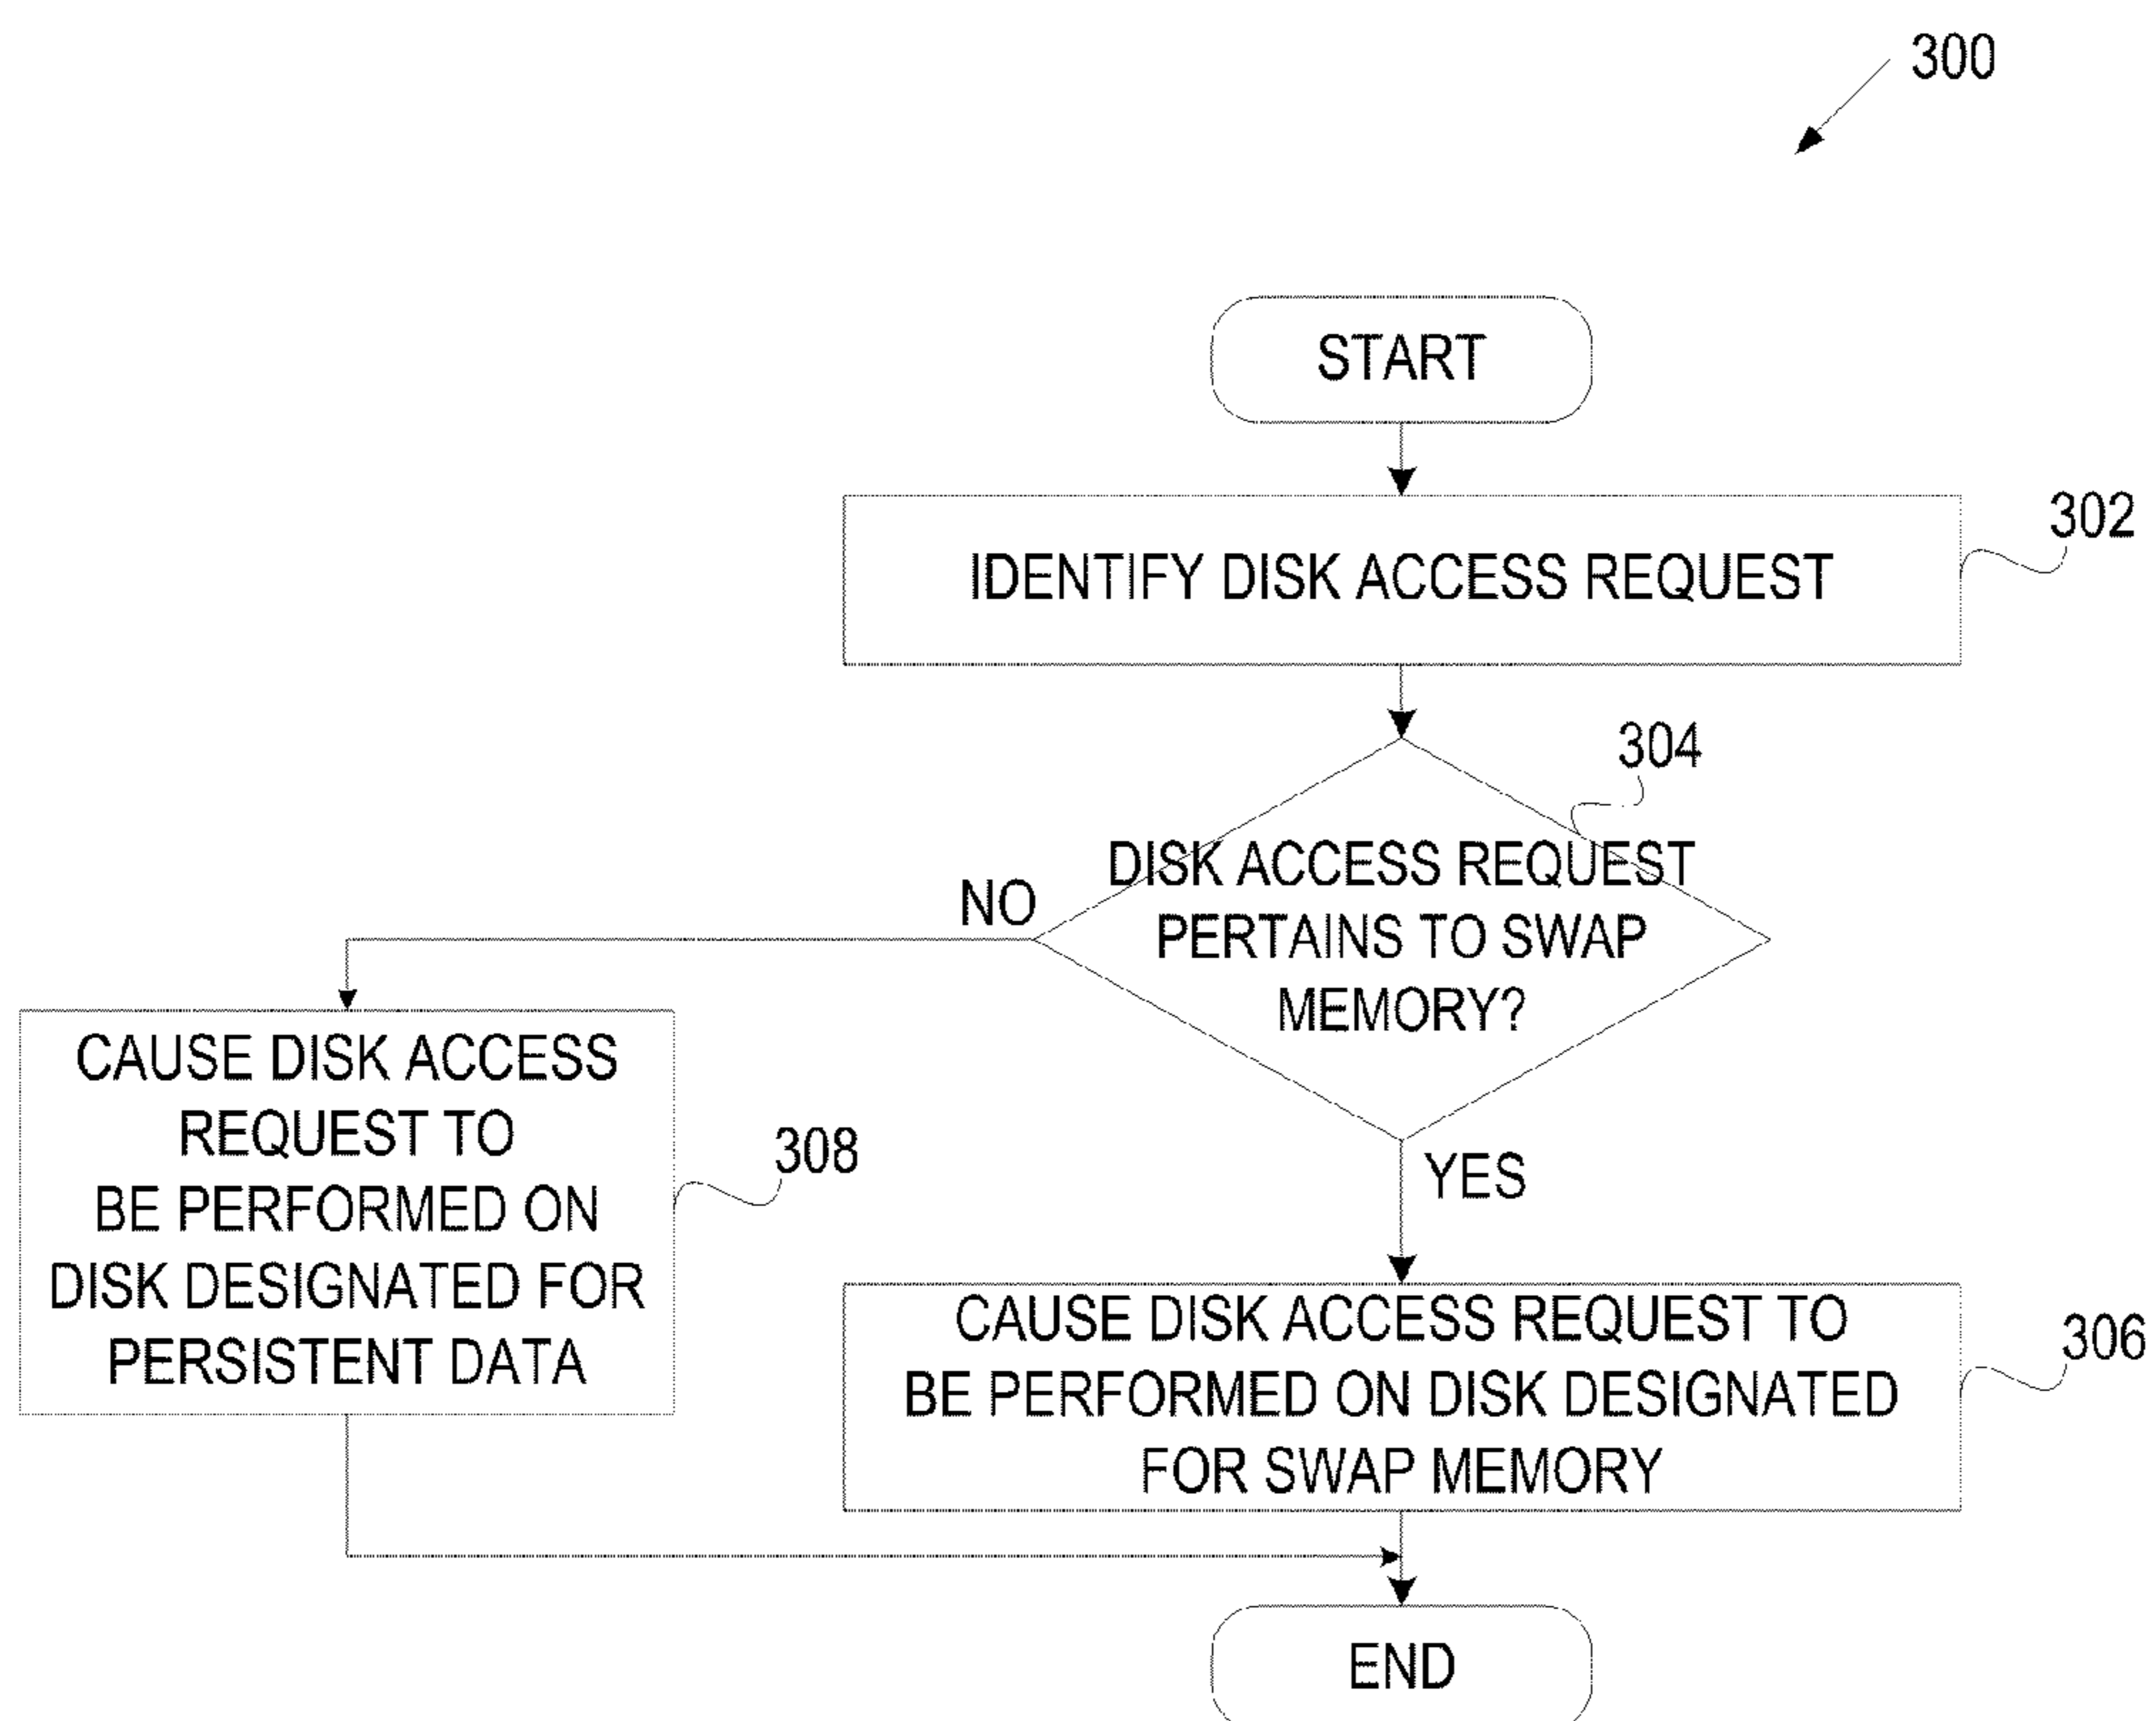 300
START
IDENTIFY DISK ACCESS REQUEST
302
304
DISK ACCESS REQUEST
PERTAINS TO SWAP
MEMORY?
NO
YES
CAUSE DISK ACCESS
REQUEST TO
BE PERFORMED ON
DISK DESIGNATED FOR
PERSISTENT DATA
308
CAUSE DISK ACCESS REQUEST TO
BE PERFORMED ON DISK DESIGNATED
FOR SWAP MEMORY
306
END